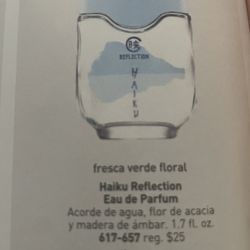 REFLECTION
HAIKU
fresca verde floral
Haiku Reflection
Eau de Parfum
Acorde de agua, flor de acacia
y madera de ámbar. 1.7 fl. oz.
617-657 reg. $25